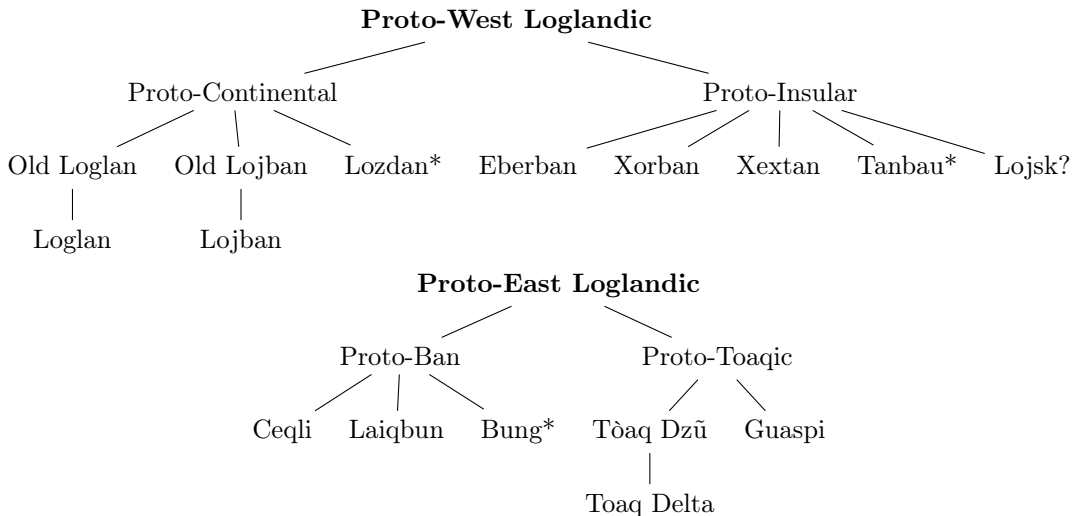 Proto-West Loglandic
Proto-Continental Proto-Insular
Old Loglan Old Lojban Lozdan* Eberban Xorban Xextan Tanbau* Lojsk?
Loglan Lojban
Proto-East Loglandic
Proto-Ban Proto-Toaqic
Ceqli Laiqbun Bung* Tòaq Dzũ Guaspi
Toaq Delta